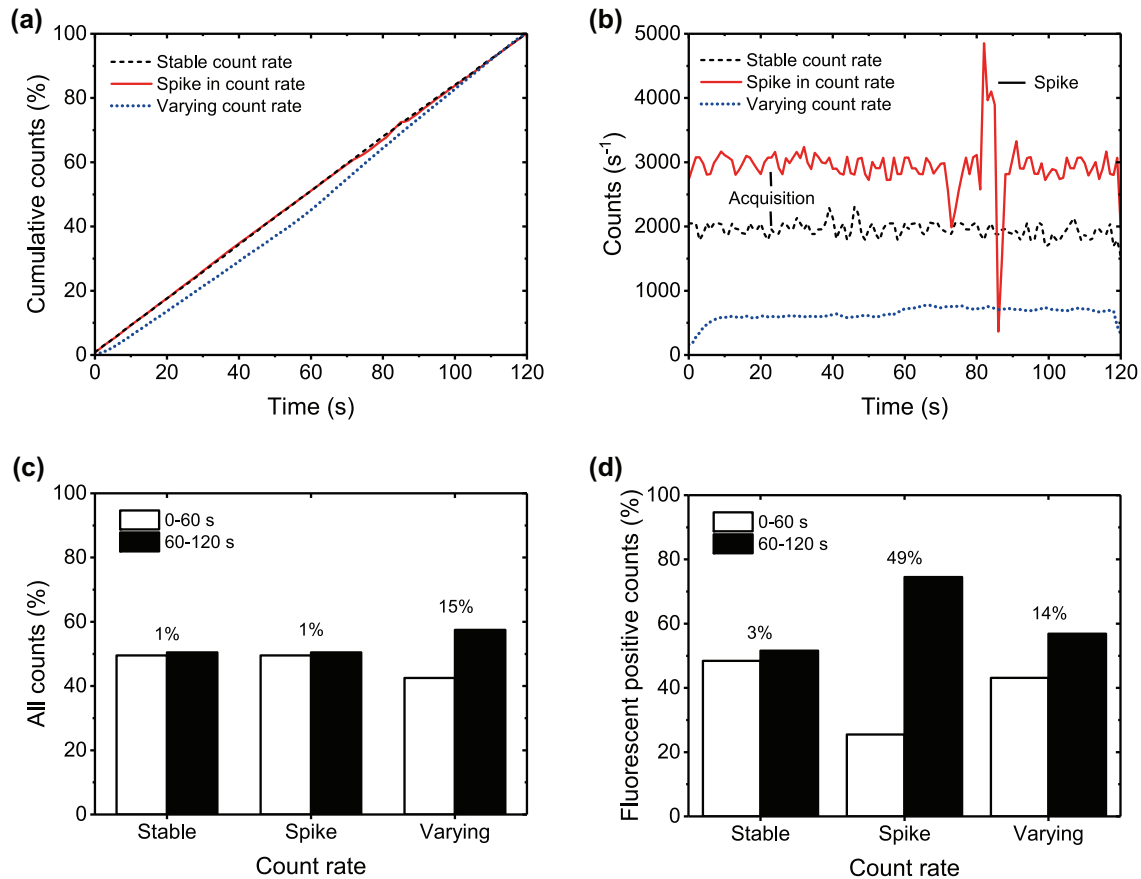 (a)
100
80
60
40
20
0
Cumulative counts (%)
Stable count rate
Spike in count rate
Varying count rate
0 20 40 60 80 100 120
Time (s)
(b)
5000
4000
3000
2000
1000
0
Counts (s⁻¹)
Stable count rate
Spike in count rate
Varying count rate
Spike
Acquisition
0 20 40 60 80 100 120
Time (s)
(c)
100
80
60
40
20
0
All counts (%)
0-60 s
60-120 s
1%
1%
15%
Stable Spike Varying
Count rate
(d)
100
80
60
40
20
0
Fluorescent positive counts (%)
0-60 s
60-120 s
3%
49%
14%
Stable Spike Varying
Count rate